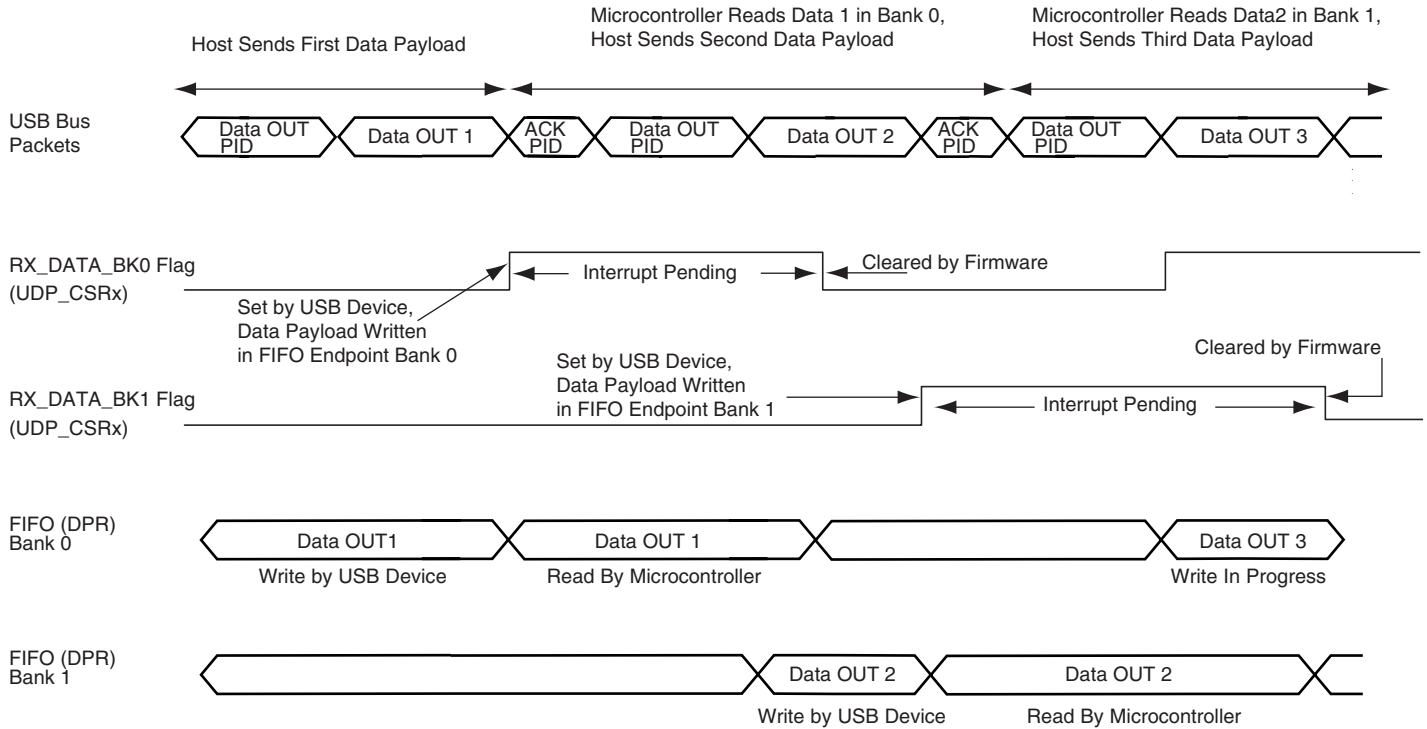 Host Sends First Data Payload
Microcontroller Reads Data 1 in Bank 0,
Host Sends Second Data Payload
Microcontroller Reads Data2 in Bank 1,
Host Sends Third Data Payload
USB Bus
Packets
Data OUT
PID
Data OUT 1
ACK
PID
Data OUT
PID
Data OUT 2
ACK
PID
Data OUT
PID
Data OUT 3
RX_DATA_BK0 Flag
(UDP_CSRx)
Interrupt Pending
Cleared by Firmware
Set by USB Device,
Data Payload Written
in FIFO Endpoint Bank 0
Cleared by Firmware
Set by USB Device,
Data Payload Written
in FIFO Endpoint Bank 1
RX_DATA_BK1 Flag
(UDP_CSRx)
Interrupt Pending
FIFO (DPR)
Bank 0
Data OUT1
Data OUT 1
Data OUT 3
Write by USB Device
Read By Microcontroller
Write In Progress
FIFO (DPR)
Bank 1
Data OUT 2
Data OUT 2
Write by USB Device
Read By Microcontroller